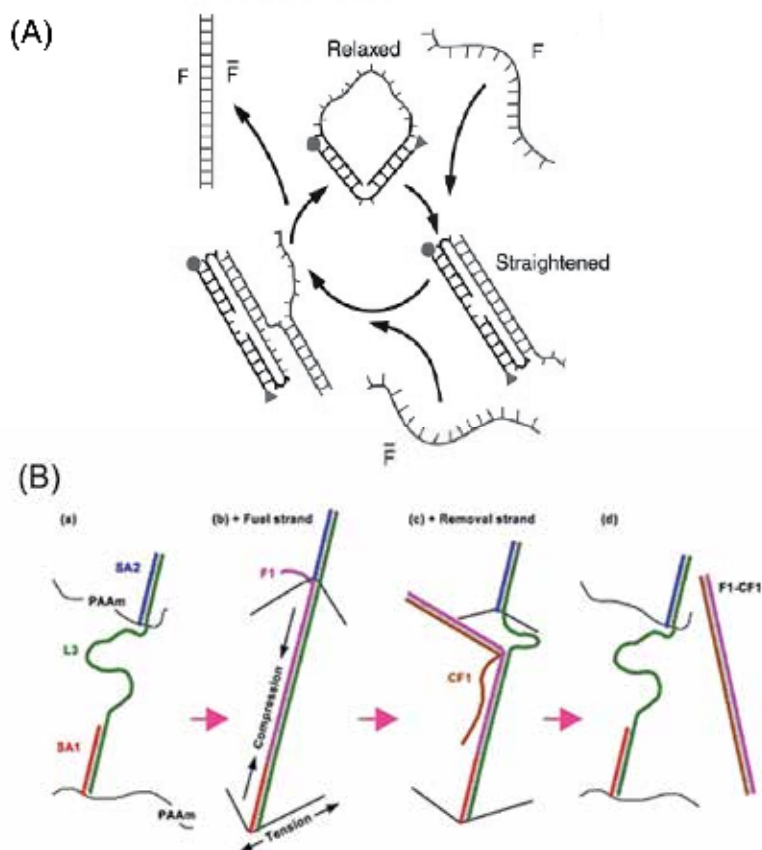 (A)
F F̅
Relaxed
F̅
Straightened
F̅
(B)
(a) (b) + Fuel strand (c) + Removal strand (d)
SA2
F1
F1-CF1
PAAm
L3
Compression
CF1
SA1
PAAm
Tension